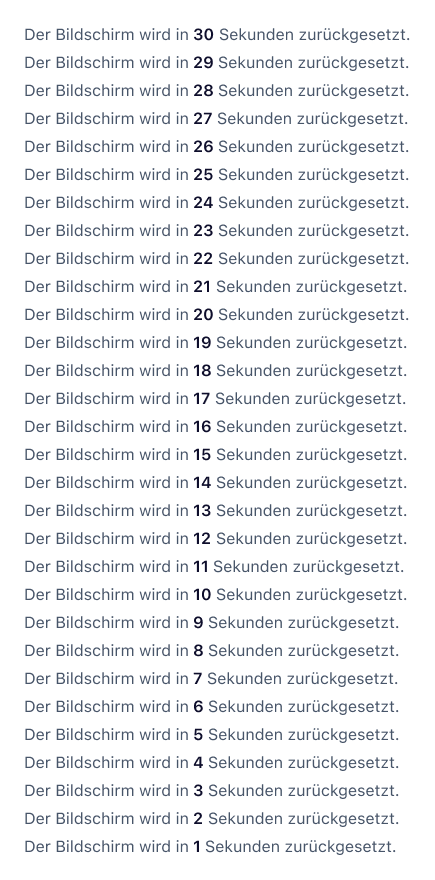 Der Bildschirm wird in 30 Sekunden zurückgesetzt.
Der Bildschirm wird in 29 Sekunden zurückgesetzt.
Der Bildschirm wird in 28 Sekunden zurückgesetzt.
Der Bildschirm wird in 27 Sekunden zurückgesetzt.
Der Bildschirm wird in 26 Sekunden zurückgesetzt.
Der Bildschirm wird in 25 Sekunden zurückgesetzt.
Der Bildschirm wird in 24 Sekunden zurückgesetzt.
Der Bildschirm wird in 23 Sekunden zurückgesetzt.
Der Bildschirm wird in 22 Sekunden zurückgesetzt.
Der Bildschirm wird in 21 Sekunden zurückgesetzt.
Der Bildschirm wird in 20 Sekunden zurückgesetzt.
Der Bildschirm wird in 19 Sekunden zurückgesetzt.
Der Bildschirm wird in 18 Sekunden zurückgesetzt.
Der Bildschirm wird in 17 Sekunden zurückgesetzt.
Der Bildschirm wird in 16 Sekunden zurückgesetzt.
Der Bildschirm wird in 15 Sekunden zurückgesetzt.
Der Bildschirm wird in 14 Sekunden zurückgesetzt.
Der Bildschirm wird in 13 Sekunden zurückgesetzt.
Der Bildschirm wird in 12 Sekunden zurückgesetzt.
Der Bildschirm wird in 11 Sekunden zurückgesetzt.
Der Bildschirm wird in 10 Sekunden zurückgesetzt.
Der Bildschirm wird in 9 Sekunden zurückgesetzt.
Der Bildschirm wird in 8 Sekunden zurückgesetzt.
Der Bildschirm wird in 7 Sekunden zurückgesetzt.
Der Bildschirm wird in 6 Sekunden zurückgesetzt.
Der Bildschirm wird in 5 Sekunden zurückgesetzt.
Der Bildschirm wird in 4 Sekunden zurückgesetzt.
Der Bildschirm wird in 3 Sekunden zurückgesetzt.
Der Bildschirm wird in 2 Sekunden zurückgesetzt.
Der Bildschirm wird in 1 Sekunden zurückgesetzt.